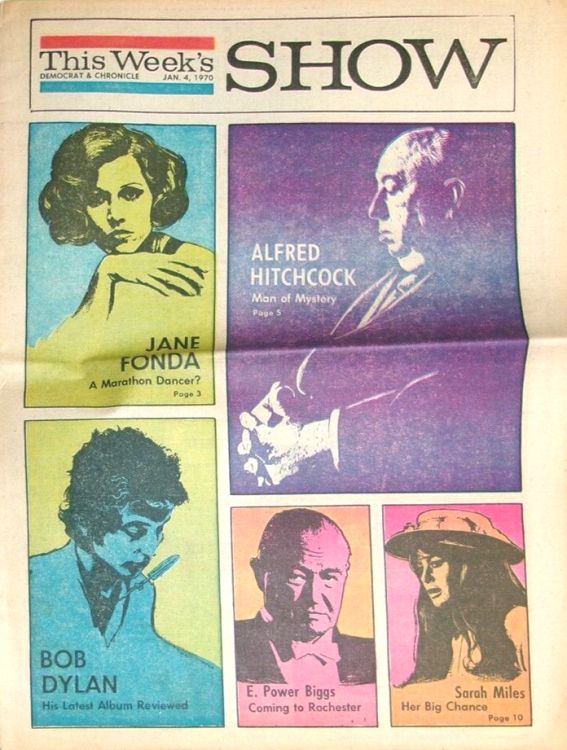 This Week's
DEMOCRAT & CHRONICLE JAN. 4, 1970
SHOW
JANE
FONDA
A Marathon Dancer?
Page 3
ALFRED
HITCHCOCK
Man of Mystery
Page 5
BOB
DYLAN
His Latest Album Reviewed
E. Power Biggs
Coming to Rochester
Sarah Miles
Her Big Chance
Page 10